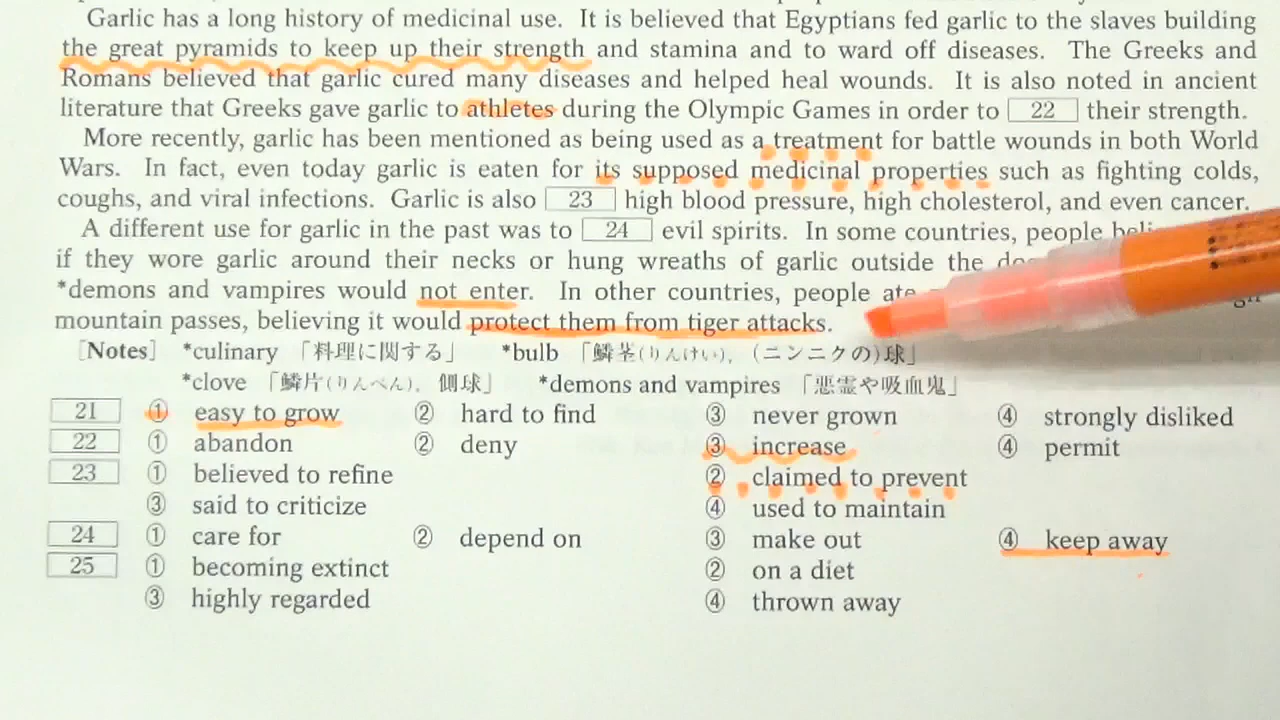 Garlic has a long history of medicinal use. It is believed that Egyptians fed garlic to the slaves building
the great pyramids to keep up their strength and stamina and to ward off diseases. The Greeks and
Romans believed that garlic cured many diseases and helped heal wounds. It is also noted in ancient
literature that Greeks gave garlic to athletes during the Olympic Games in order to 22 their strength.
More recently, garlic has been mentioned as being used as a treatment for battle wounds in both World
Wars. In fact, even today garlic is eaten for its supposed medicinal properties such as fighting colds,
coughs, and viral infections. Garlic is also 23 high blood pressure, high cholesterol, and even cancer.
A different use for garlic in the past was to 24 evil spirits. In some countries, people
if they wore garlic around their necks or hung wreaths of garlic outside the
*demons and vampires would not enter. In other countries, people ate
mountain passes, believing it would protect them from tiger attacks.
[Notes] *culinary 「料理に関する」 *bulb 「鱗茎(りんけい), (ニンニクの)球」
*clove 「鱗片(りんぺん), 側球」 *demons and vampires 「悪霊や吸血鬼」
21 ① easy to grow ② hard to find ③ never grown ④ strongly disliked
22 ① abandon ② deny ③ increase ④ permit
23 ① believed to refine ② claimed to prevent
③ said to criticize ④ used to maintain
24 ① care for ② depend on ③ make out ④ keep away
25 ① becoming extinct ② on a diet
③ highly regarded ④ thrown away